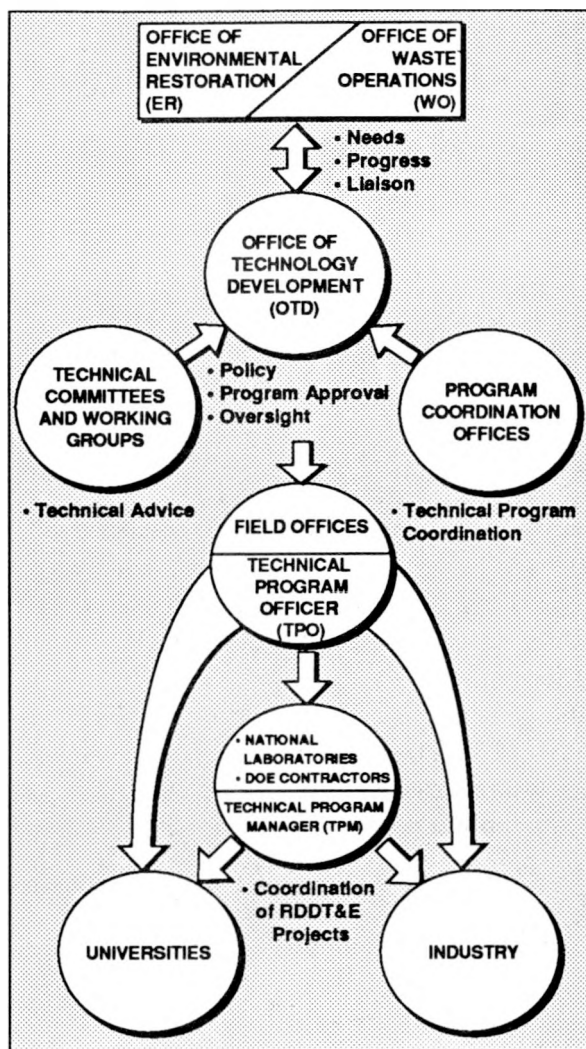 OFFICE OF
ENVIRONMENTAL
RESTORATION
(ER)
OFFICE OF
WASTE
OPERATIONS
(WO)
• Needs
• Progress
• Liaison
OFFICE OF
TECHNOLOGY
DEVELOPMENT
(OTD)
TECHNICAL
COMMITTEES
AND WORKING
GROUPS
• Policy
• Program Approval
• Oversight
PROGRAM
COORDINATION
OFFICES
• Technical Advice
• Technical Program
Coordination
FIELD OFFICES
TECHNICAL
PROGRAM
OFFICER
(TPO)
• NATIONAL
LABORATORIES
• DOE CONTRACTORS
TECHNICAL PROGRAM
MANAGER (TPM)
• Coordination
of RDDT&E
Projects
UNIVERSITIES
INDUSTRY